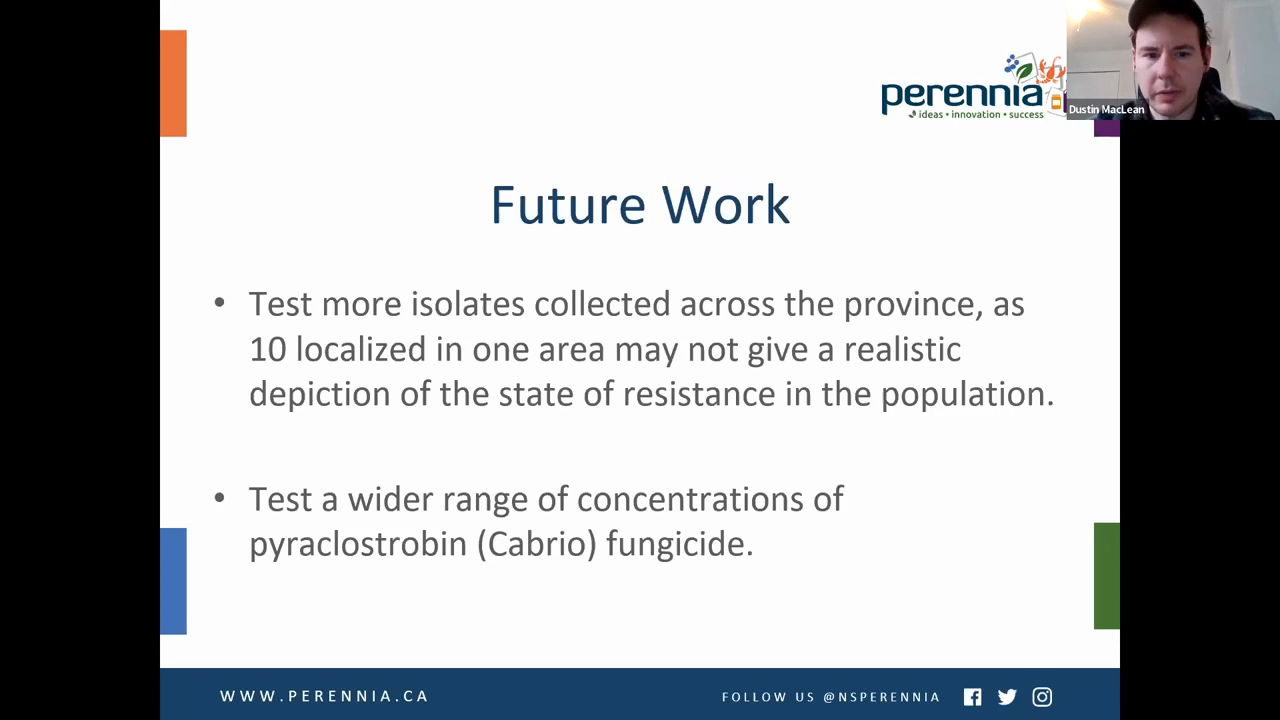 perennia
ideas • innovation • success
Dustin MacLean
Future Work
• Test more isolates collected across the province, as
10 localized in one area may not give a realistic
depiction of the state of resistance in the population.
• Test a wider range of concentrations of
pyraclostrobin (Cabrio) fungicide.
WWW.PERENNIA.CA
FOLLOW US @NSPERENNIA